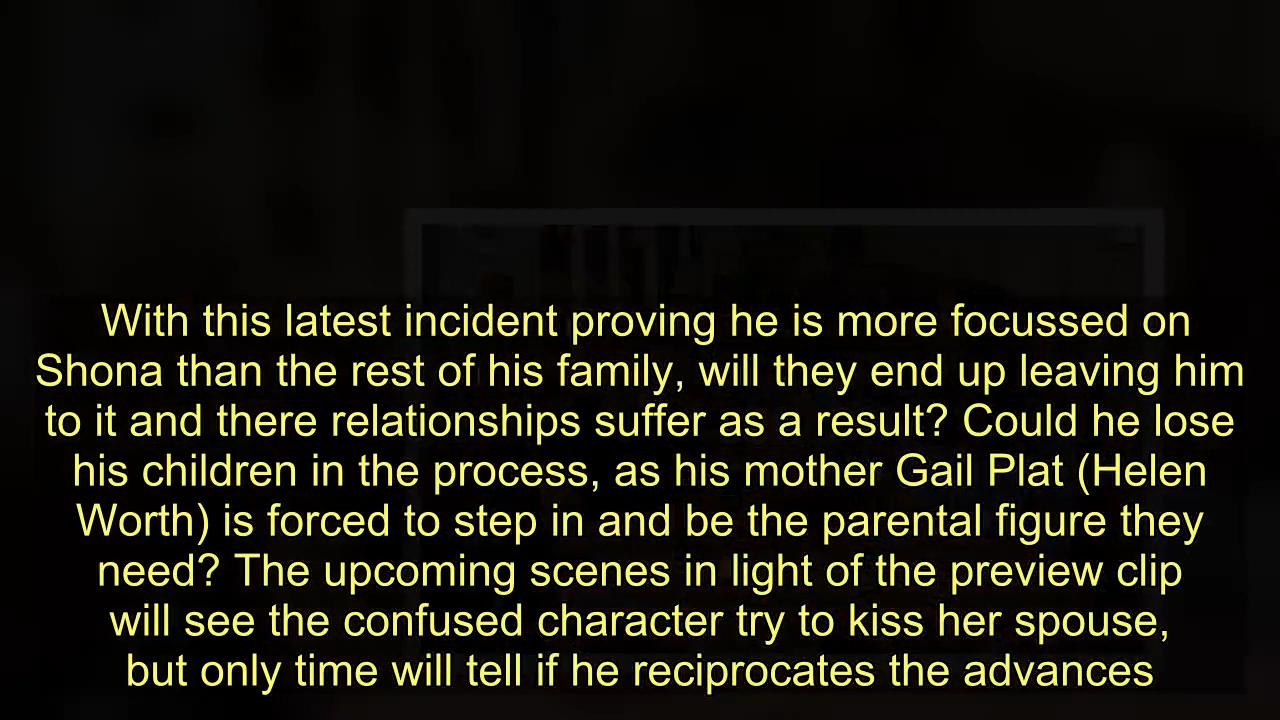 With this latest incident proving he is more focussed on
Shona than the rest of his family, will they end up leaving him
to it and there relationships suffer as a result? Could he lose
his children in the process, as his mother Gail Plat (Helen
Worth) is forced to step in and be the parental figure they
need? The upcoming scenes in light of the preview clip
will see the confused character try to kiss her spouse,
but only time will tell if he reciprocates the advances